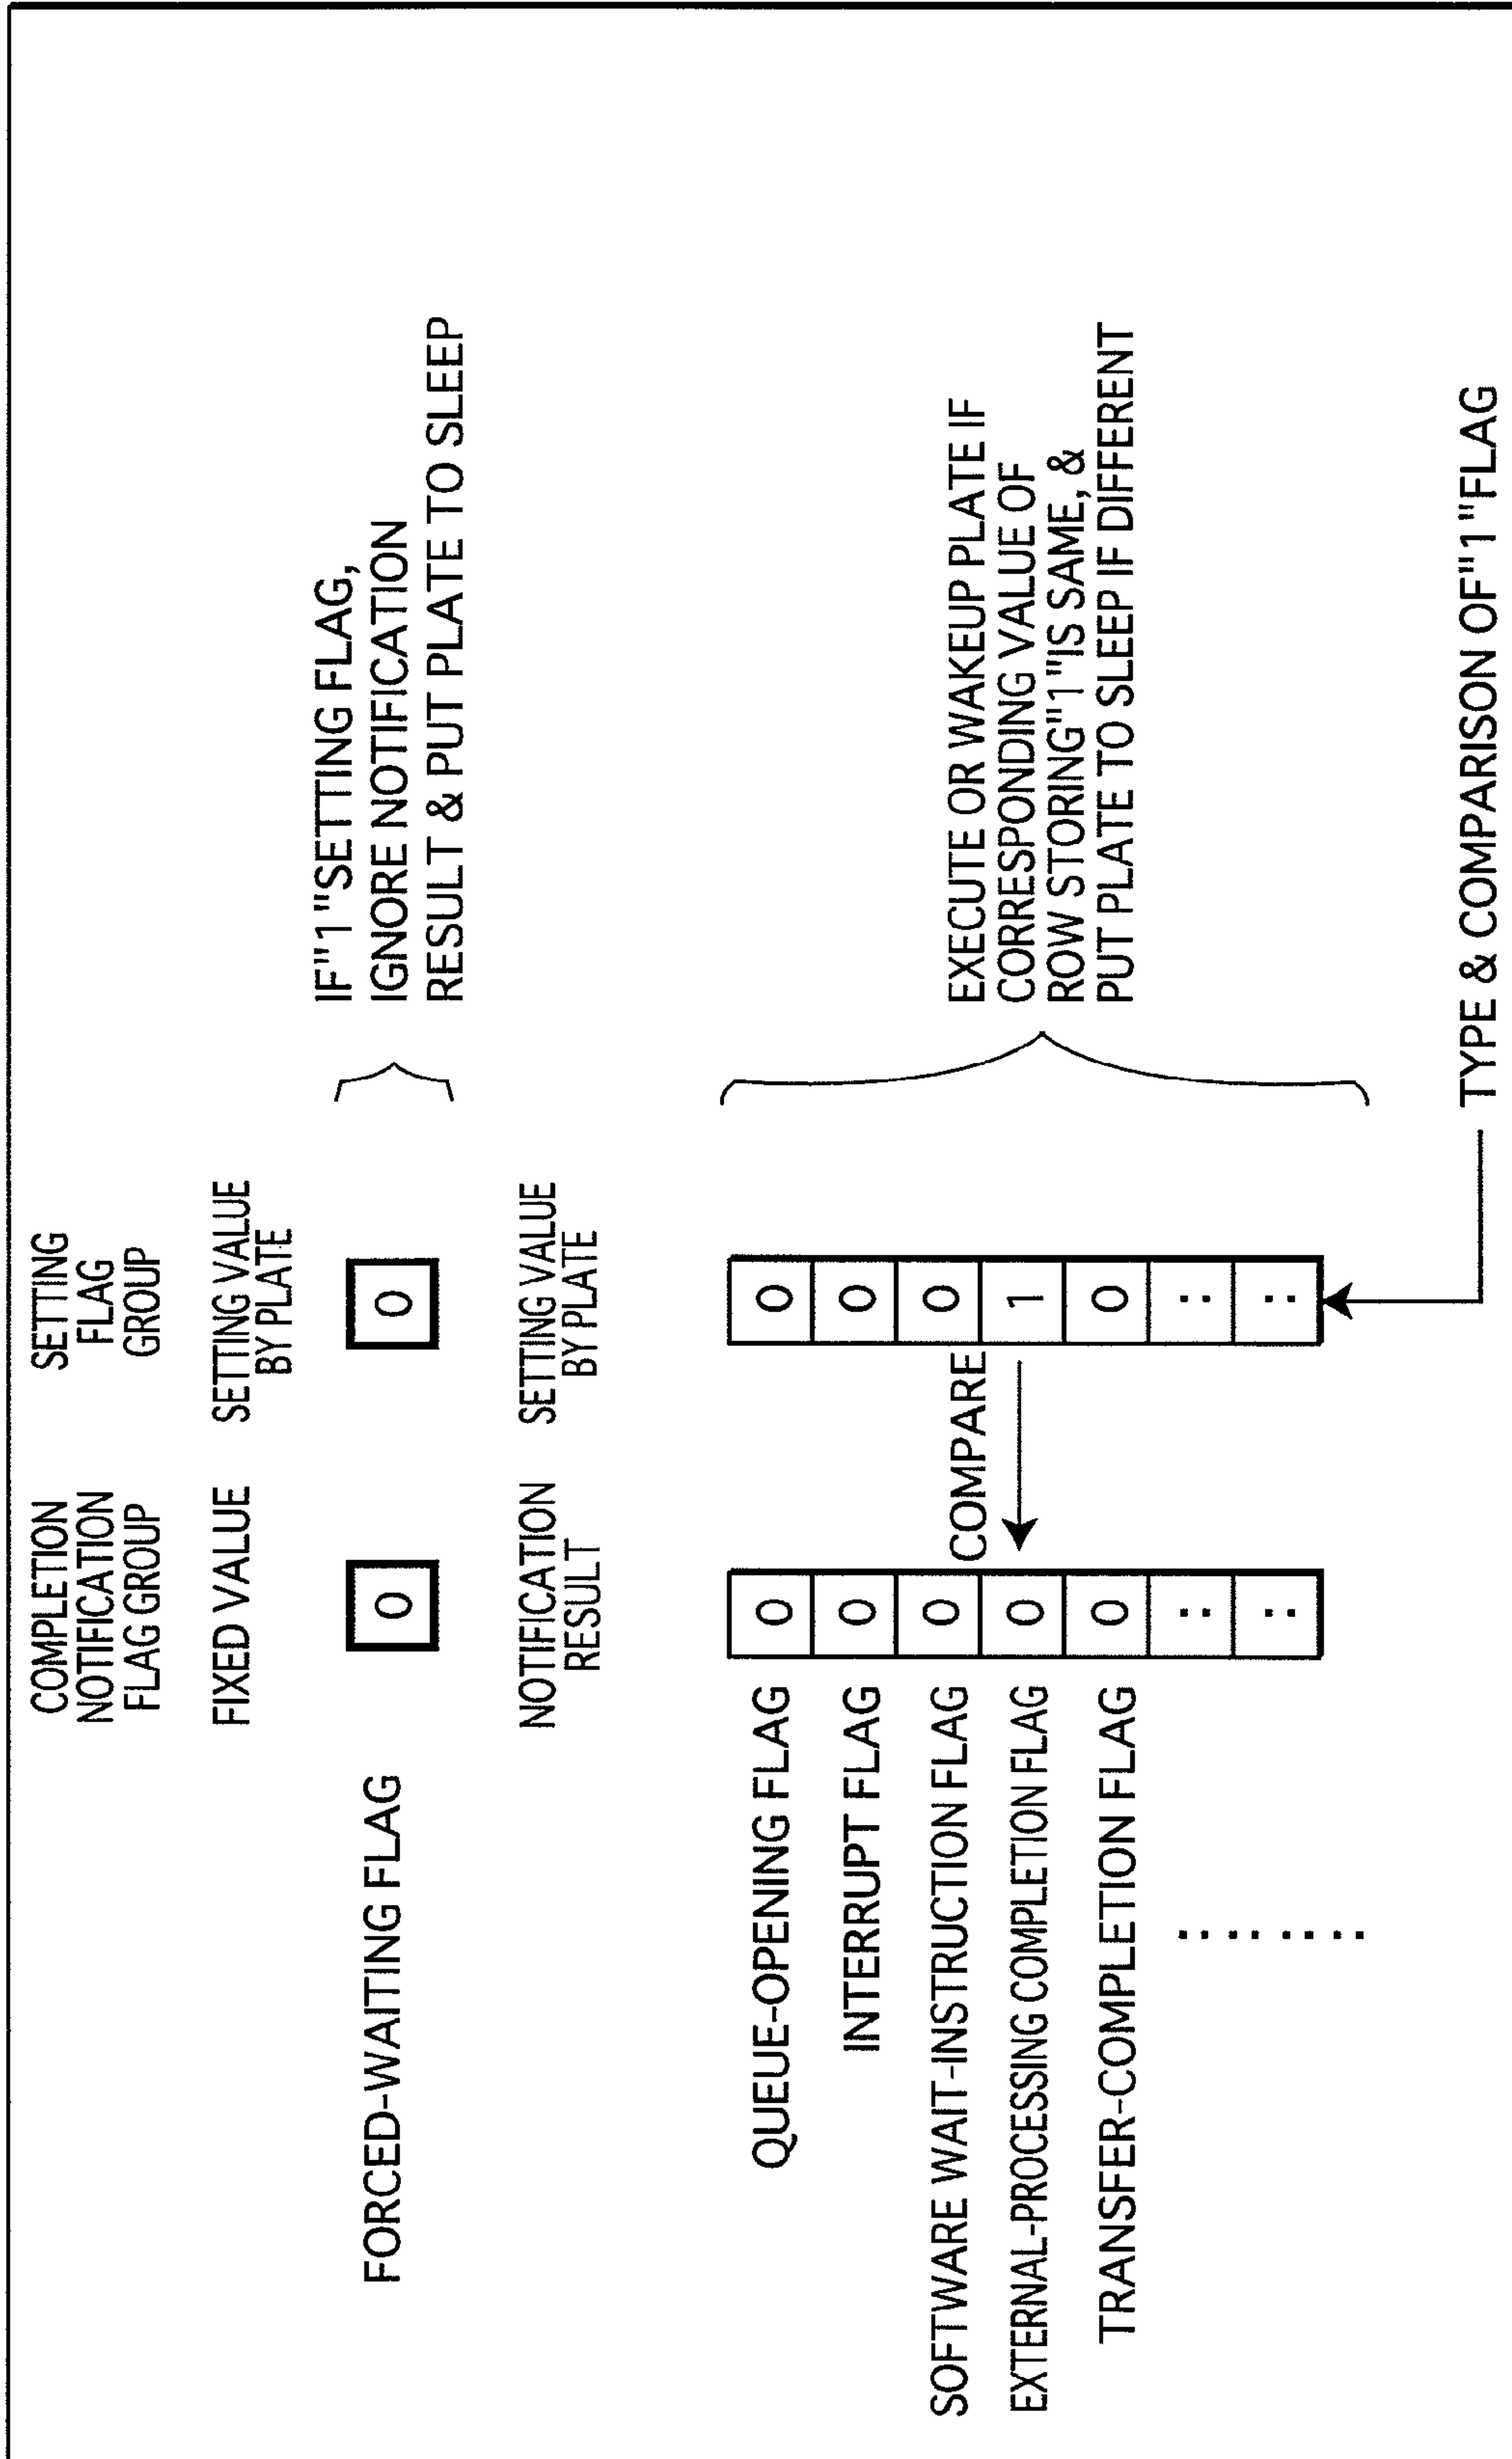 COMPLETION
NOTIFICATION
FLAG GROUP
SETTING
FLAG
GROUP
FIXED VALUE
SETTING VALUE
BY PLATE
FORCED-WAITING FLAG
0
0
IF"1"SETTING FLAG,
IGNORE NOTIFICATION
RESULT & PUT PLATE TO SLEEP
NOTIFICATION
RESULT
SETTING VALUE
BY PLATE
QUEUE-OPENING FLAG
0
0
INTERRUPT FLAG
0
0
SOFTWARE WAIT-INSTRUCTION FLAG
0
0
COMPARE
EXTERNAL-PROCESSING COMPLETION FLAG
0
1
TRANSFER-COMPLETION FLAG
0
0
:
:
:
:
········
EXECUTE OR WAKEUP PLATE IF
CORRESPONDING VALUE OF
ROW STORING"1"IS SAME, &
PUT PLATE TO SLEEP IF DIFFERENT
TYPE & COMPARISON OF"1"FLAG